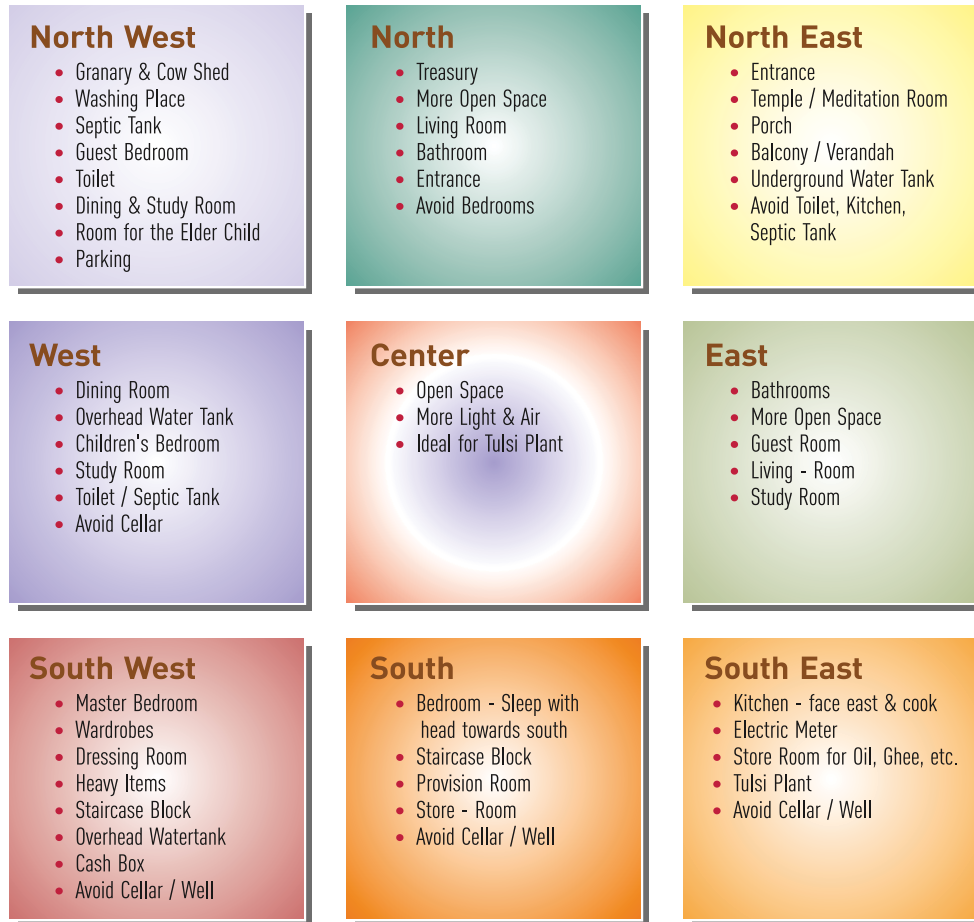 North West
• Granary & Cow Shed
• Washing Place
• Septic Tank
• Guest Bedroom
• Toilet
• Dining & Study Room
• Room for the Elder Child
• Parking
North
• Treasury
• More Open Space
• Living Room
• Bathroom
• Entrance
• Avoid Bedrooms
North East
• Entrance
• Temple / Meditation Room
• Porch
• Balcony / Verandah
• Underground Water Tank
• Avoid Toilet, Kitchen,
Septic Tank
West
• Dining Room
• Overhead Water Tank
• Children's Bedroom
• Study Room
• Toilet / Septic Tank
• Avoid Cellar
Center
• Open Space
• More Light & Air
• Ideal for Tulsi Plant
East
• Bathrooms
• More Open Space
• Guest Room
• Living - Room
• Study Room
South West
• Master Bedroom
• Wardrobes
• Dressing Room
• Heavy Items
• Staircase Block
• Overhead Watertank
• Cash Box
• Avoid Cellar / Well
South
• Bedroom - Sleep with
head towards south
• Staircase Block
• Provision Room
• Store - Room
• Avoid Cellar / Well
South East
• Kitchen - face east & cook
• Electric Meter
• Store Room for Oil, Ghee, etc.
• Tulsi Plant
• Avoid Cellar / Well